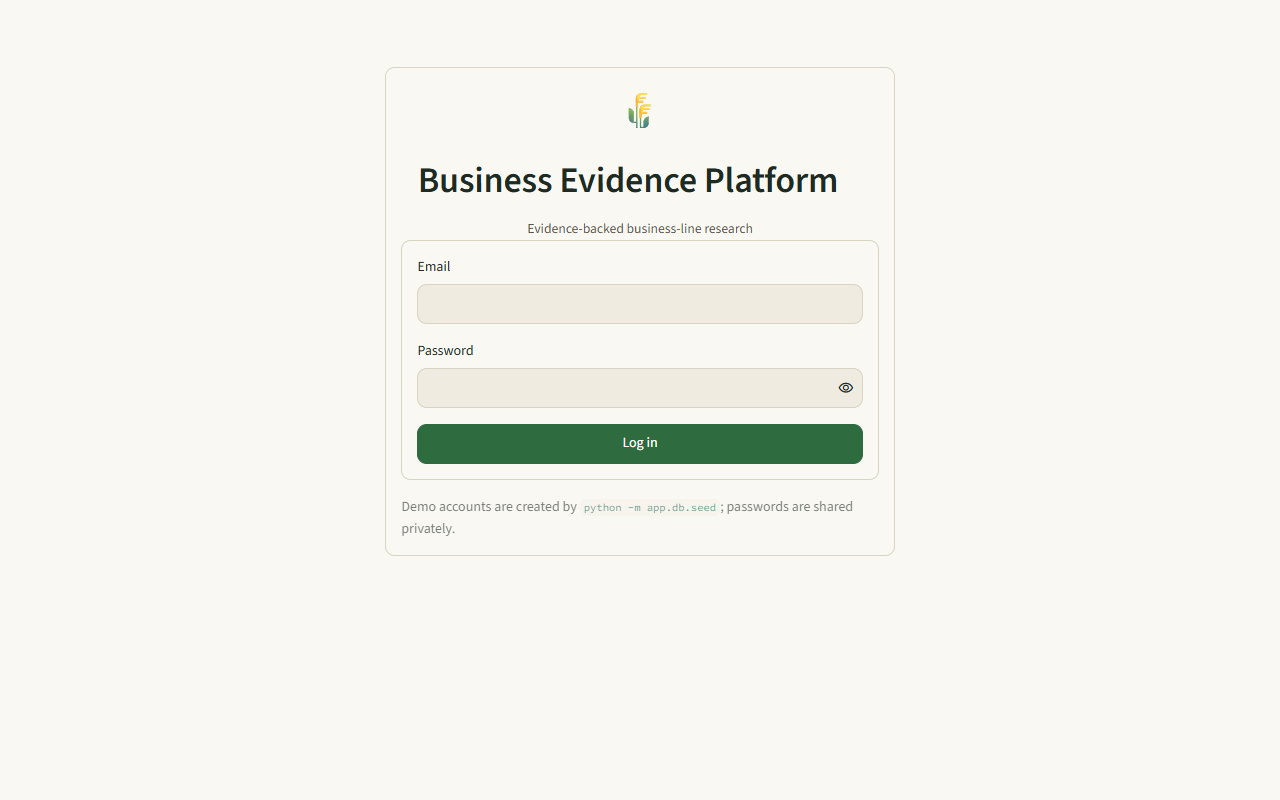 Business Evidence Platform
Evidence-backed business-line research
Email
Password
Log in
Demo accounts are created by python -m app.db.seed ; passwords are shared
privately.